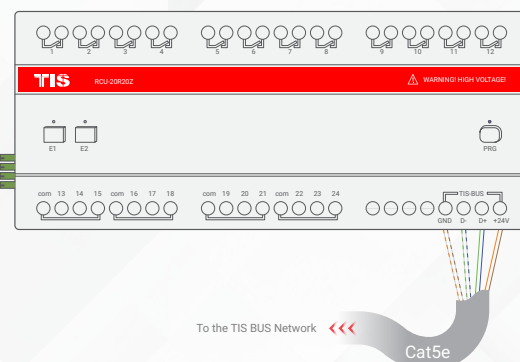 1 2 3 4 5 6 7 8 9 10 11 12
TIS RCU-20R20Z WARNING! HIGH VOLTAGE!
E1 E2 PRG
com 13 14 15 com 16 17 18 com 19 20 21 com 22 23 24 TIS-BUS
GND D- D+ +24V
To the TIS BUS Network
Cat5e